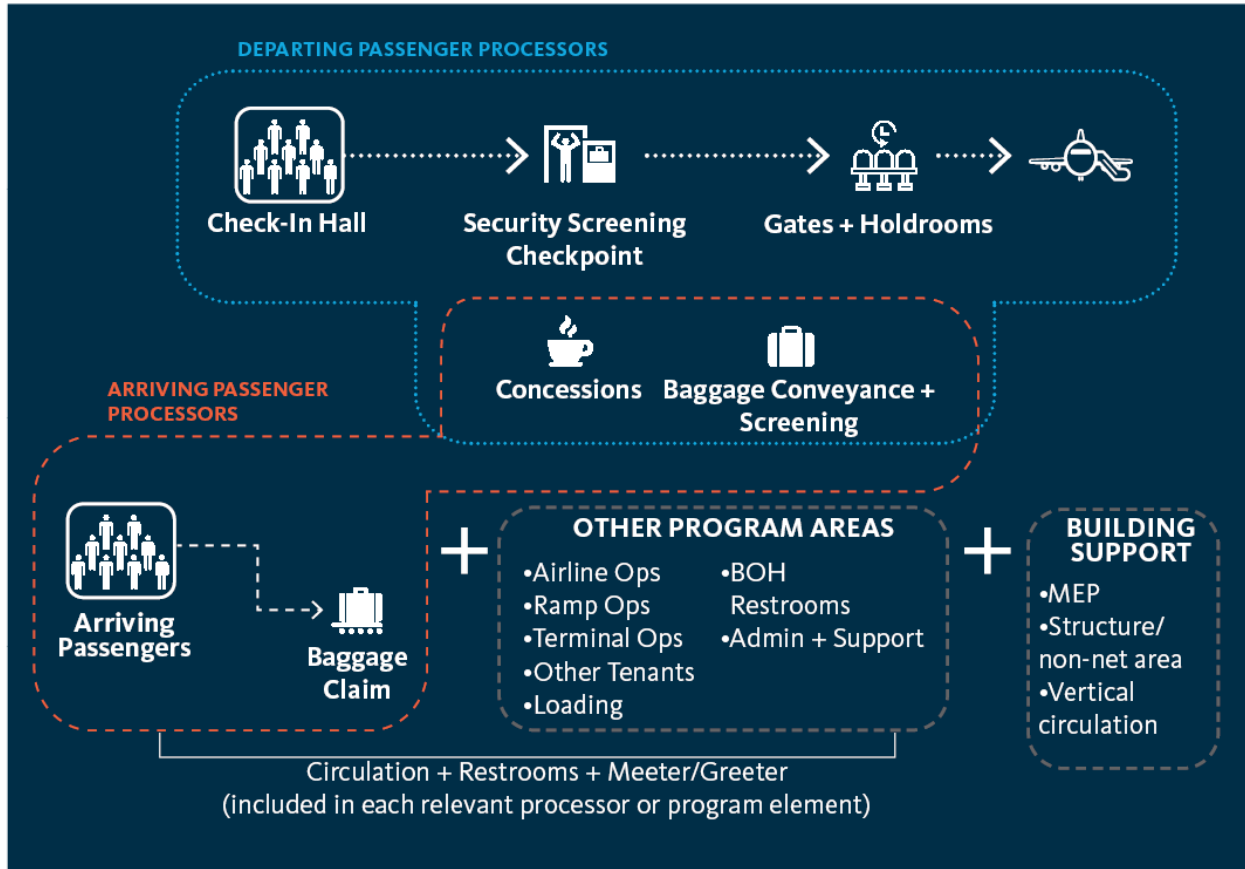 DEPARTING PASSENGER PROCESSORS
Check-In Hall
Security Screening
Checkpoint
Gates + Holdrooms
Concessions
Baggage Conveyance +
Screening
ARRIVING PASSENGER
PROCESSORS
Arriving
Passengers
Baggage
Claim
+
OTHER PROGRAM AREAS
•Airline Ops
•Ramp Ops
•Terminal Ops
•Other Tenants
•Loading
•BOH
Restrooms
•Admin + Support
+
BUILDING
SUPPORT
•MEP
•Structure/
non-net area
•Vertical
circulation
Circulation + Restrooms + Meeter/Greeter
(included in each relevant processor or program element)